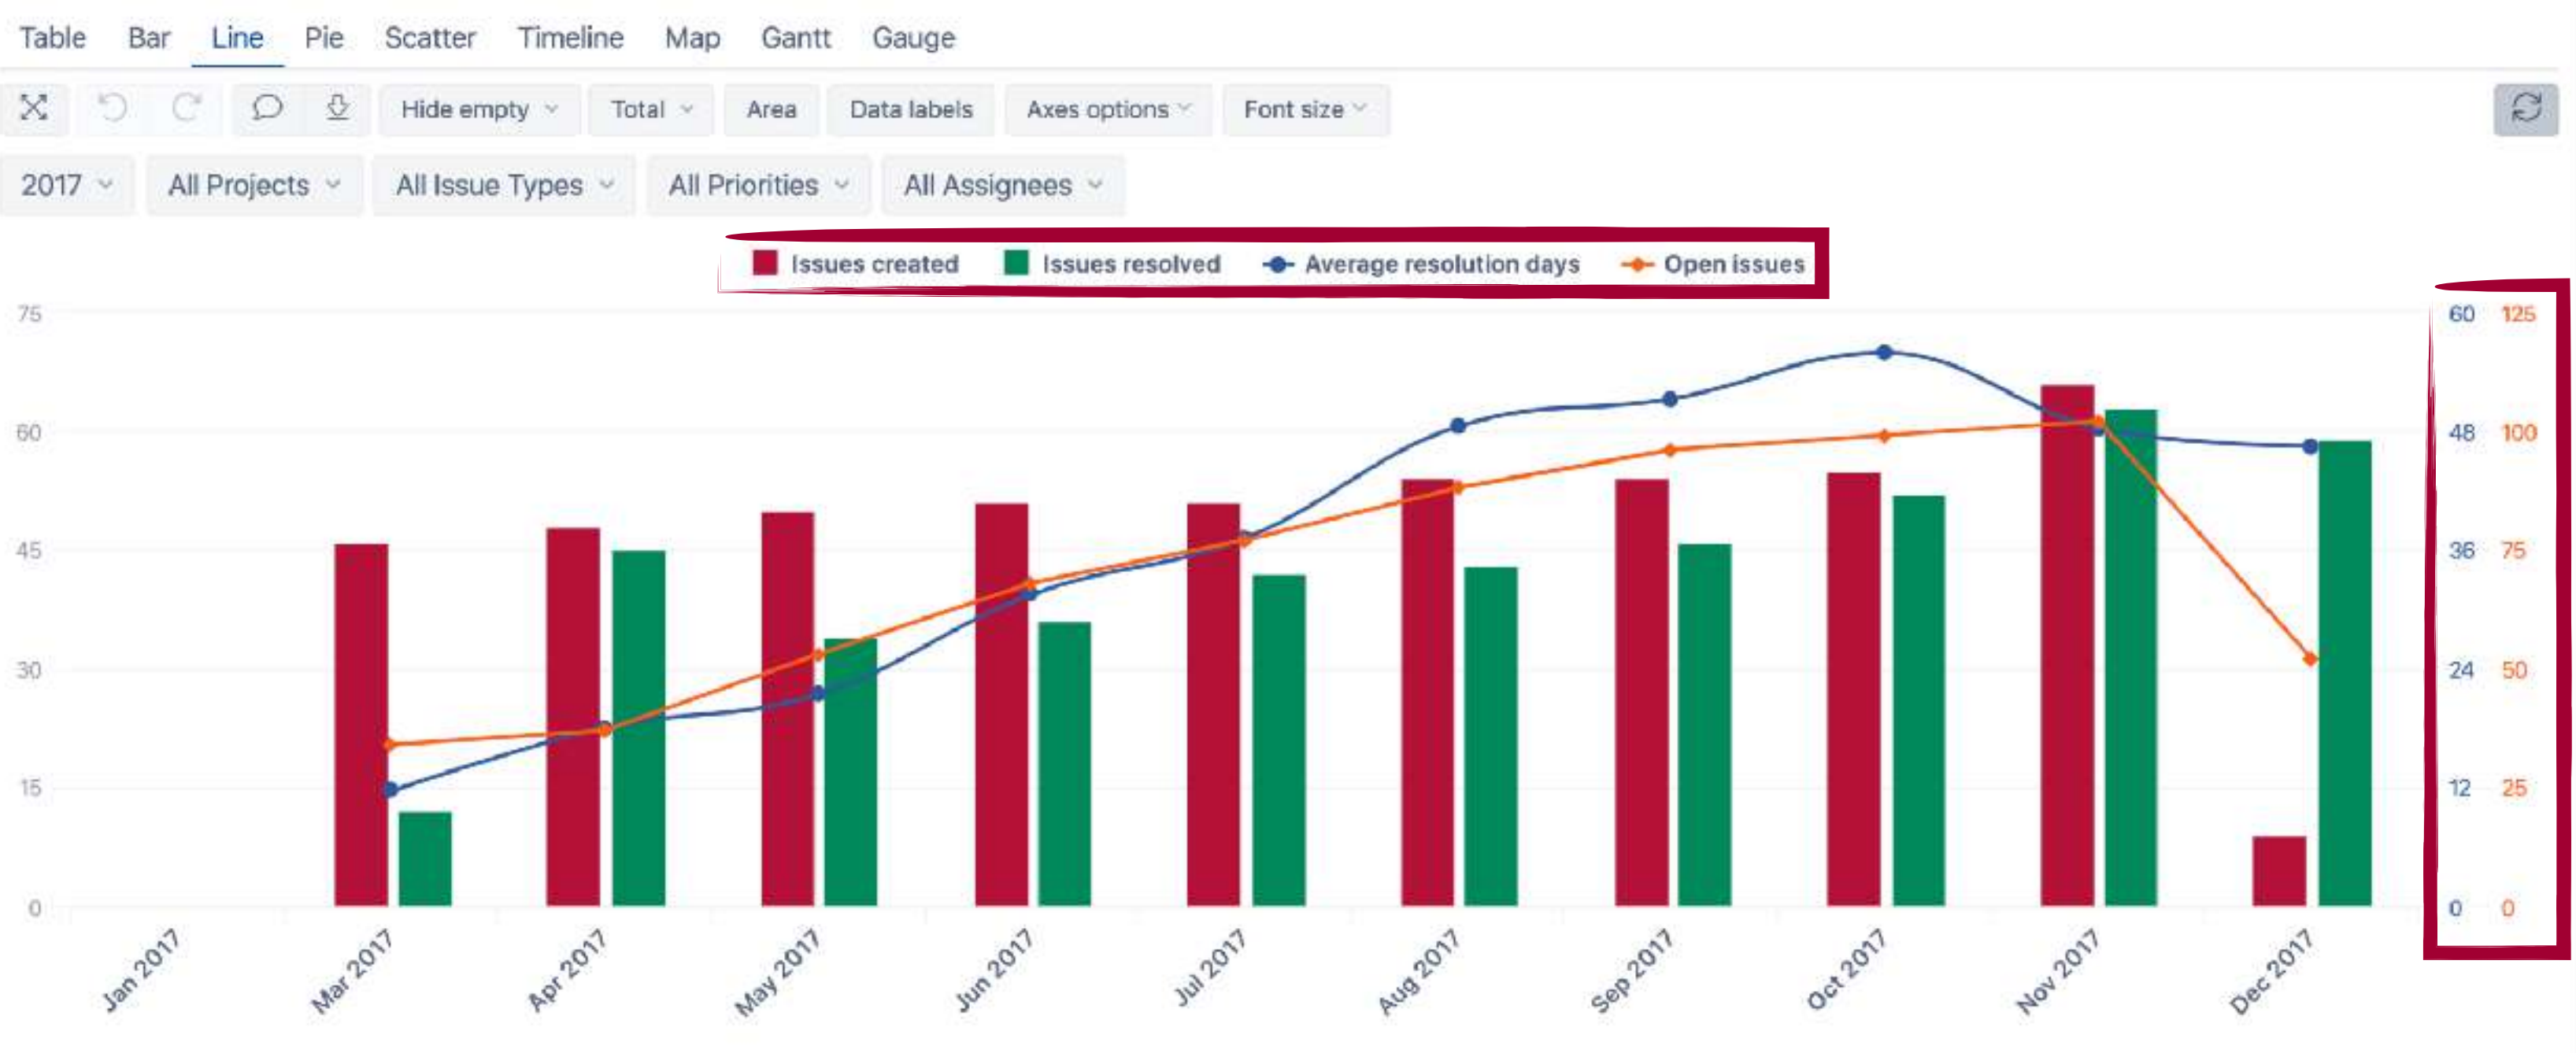 Table Bar Line Pie Scatter Timeline Map Gantt Gauge
Hide empty Total Area Data labels Axes options Font size
2017 All Projects All Issue Types All Priorities All Assignees
Issues created Issues resolved Average resolution days Open issues
75 60 125
60 48 100
45 36 75
30 24 50
15 12 25
0 0 0
Jan 2017 Mar 2017 Apr 2017 May 2017 Jun 2017 Jul 2017 Aug 2017 Sep 2017 Oct 2017 Nov 2017 Dec 2017